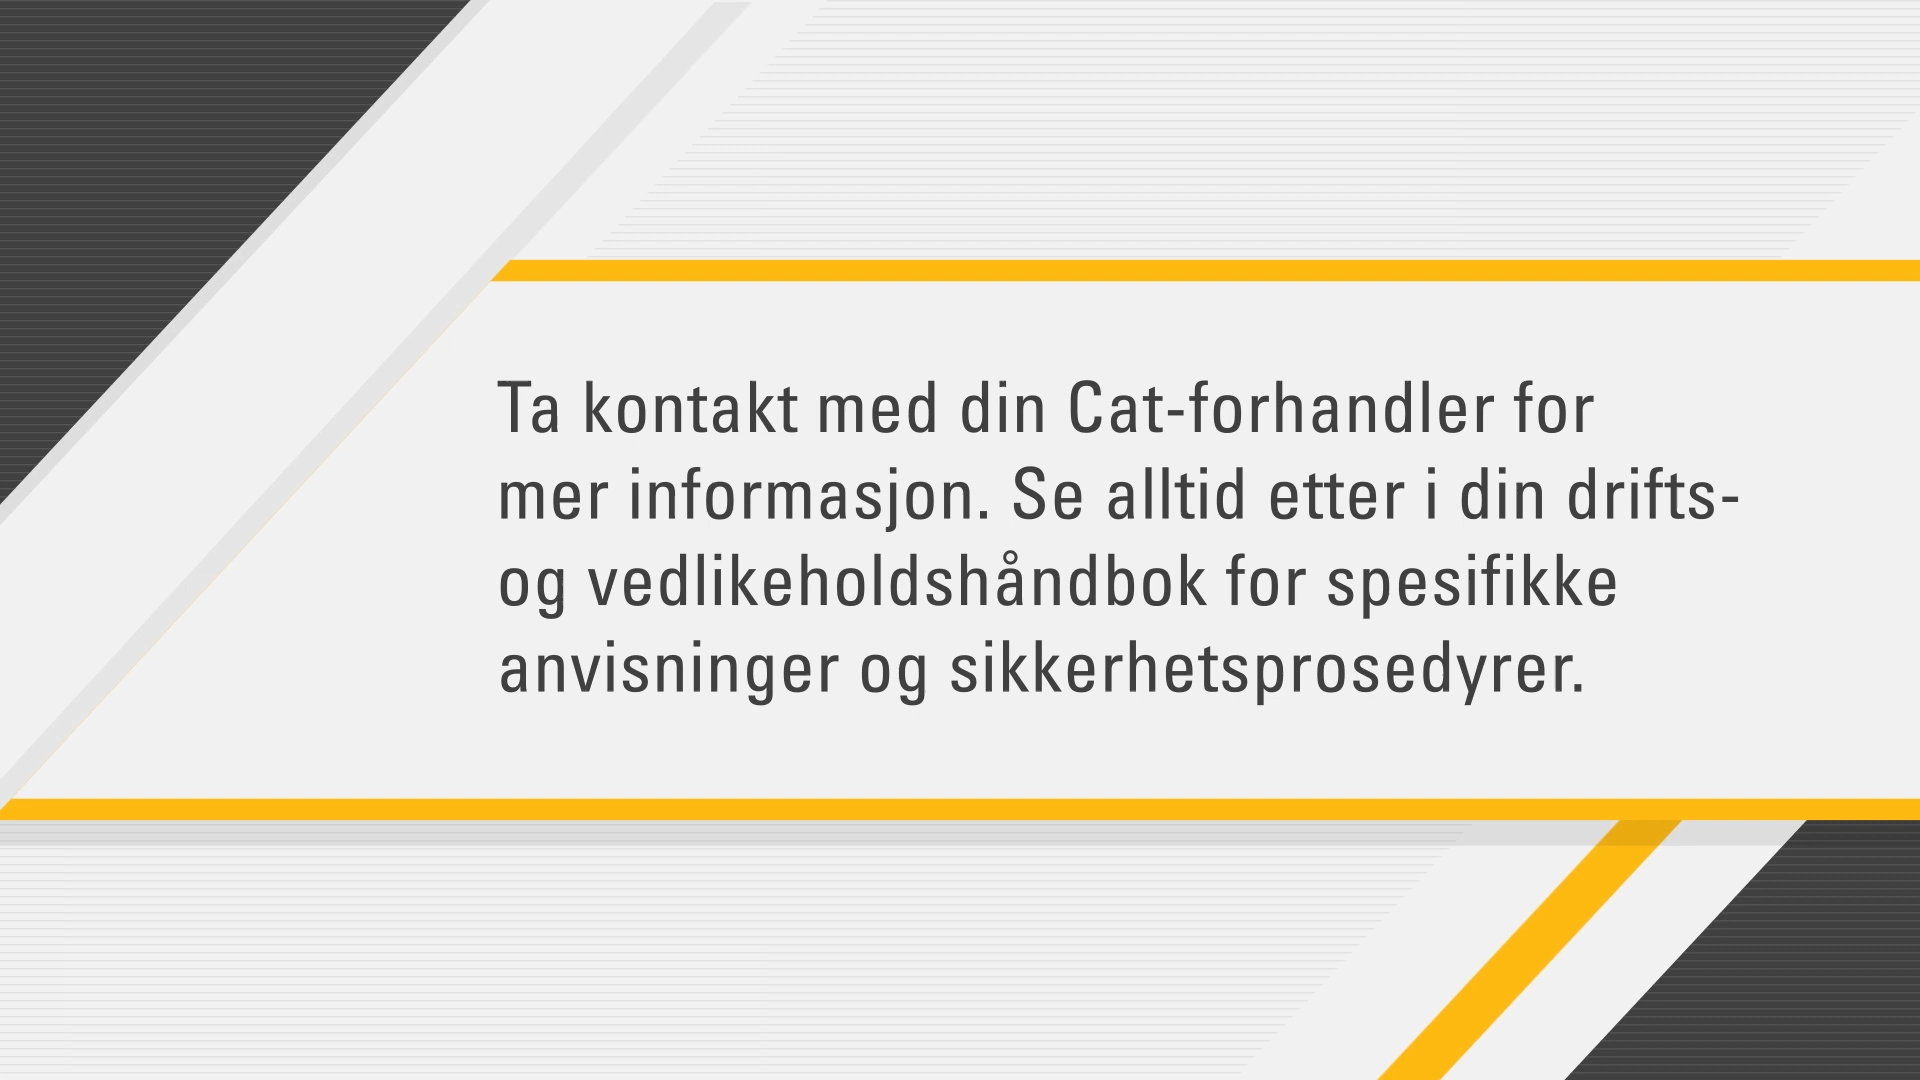 Ta kontakt med din Cat-forhandler for
mer informasjon. Se alltid etter i din drifts-
og vedlikeholdshåndbok for spesifikke
anvisninger og sikkerhetsprosedyrer.